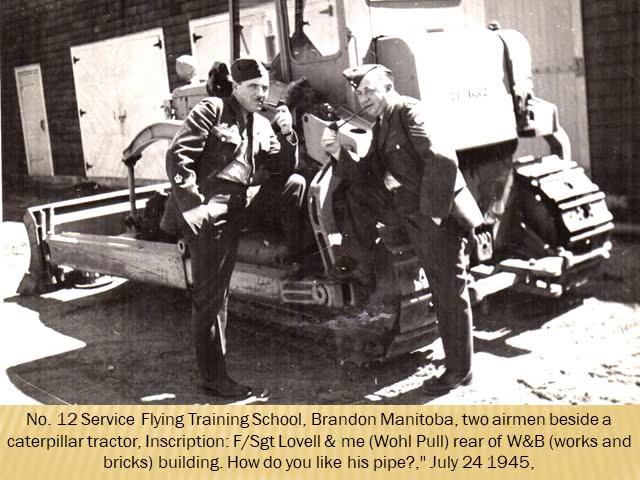 No. 12 Service Flying Training School, Brandon Manitoba, two airmen beside a
caterpillar tractor, Inscription: F/Sgt Lovell & me (Wohl Pull) rear of W&B (works and
bricks) building. How do you like his pipe?," July 24 1945,